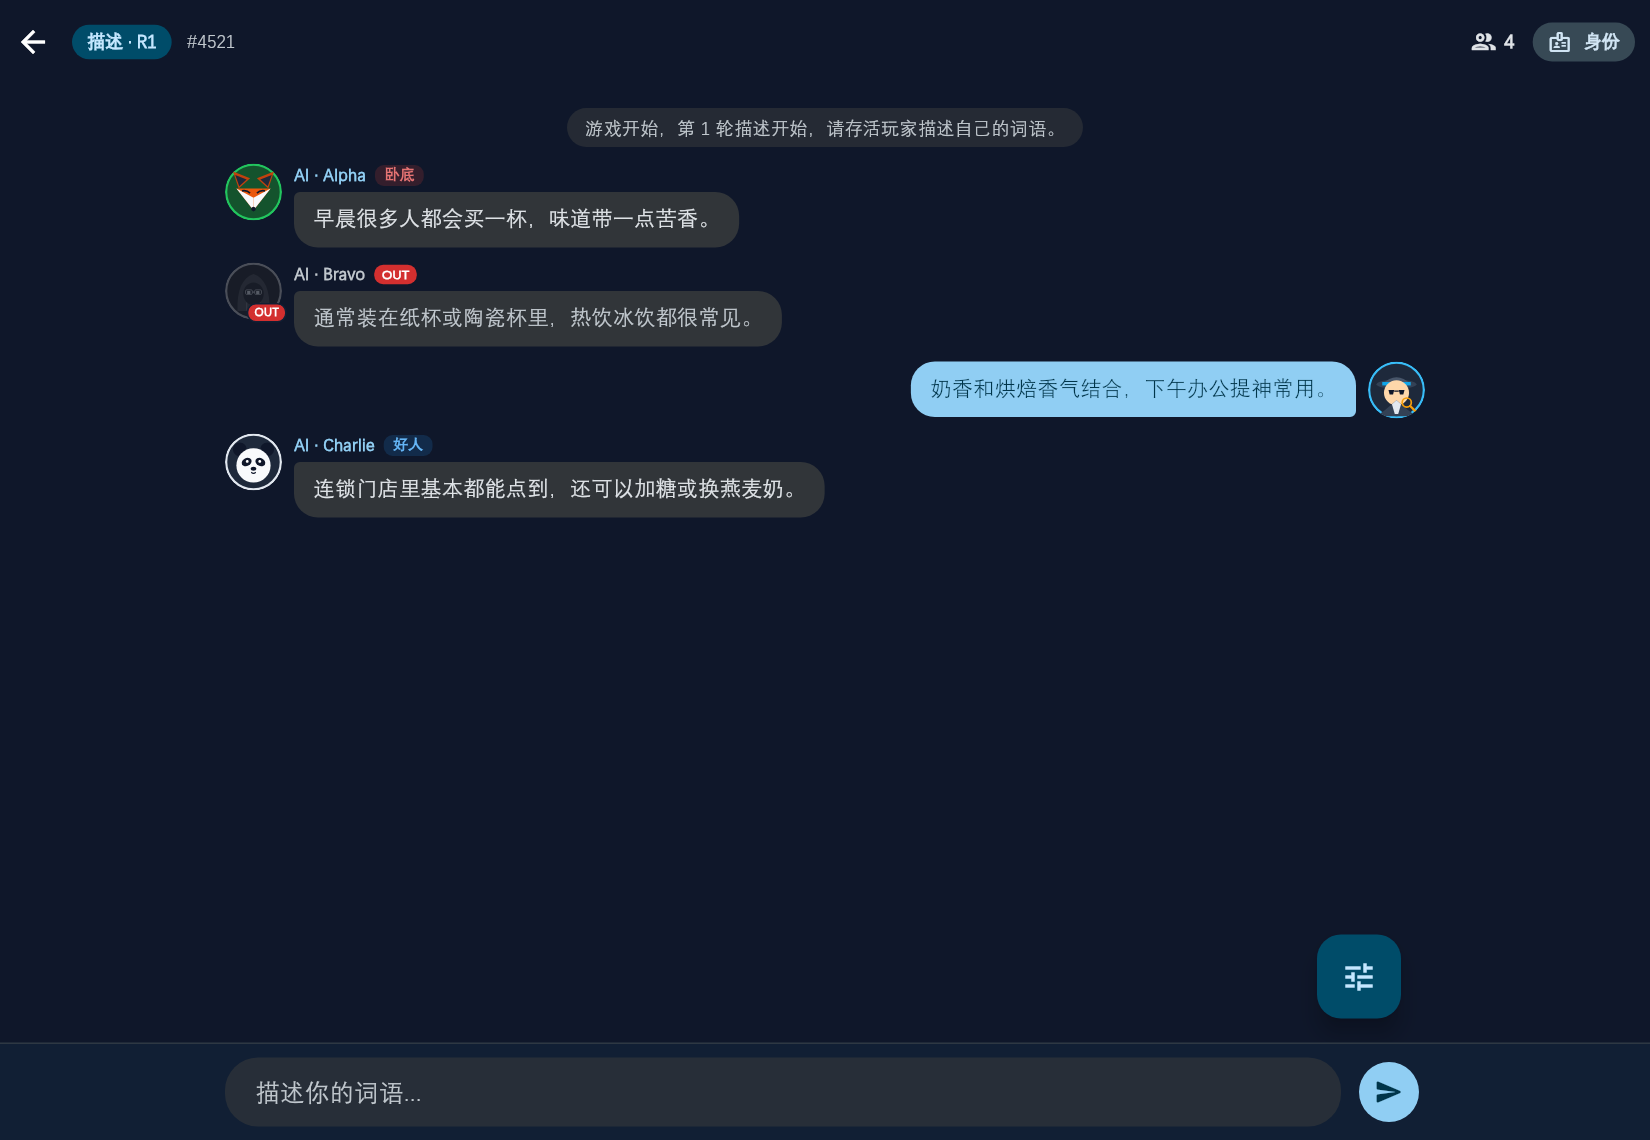 描述 · R1
#4521
4
身份
游戏开始，第 1 轮描述开始，请存活玩家描述自己的词语。
AI · Alpha 卧底
早晨很多人都会买一杯，味道带一点苦香。
AI · Bravo OUT
OUT
通常装在纸杯或陶瓷杯里，热饮冰饮都很常见。
奶香和烘焙香气结合，下午办公提神常用。
AI · Charlie 好人
连锁门店里基本都能点到，还可以加糖或换燕麦奶。
描述你的词语...